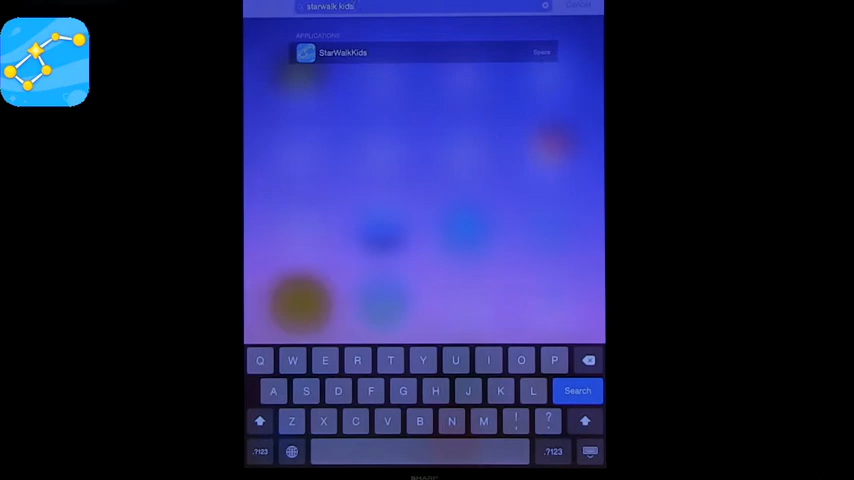 starwalk kids
Cancel
APPLICATIONS
StarWalkKids
Space
Q W E R T Y U I O P
A S D F G H J K L Search
Z X C V B N M ! , ? .
.?123 .?123